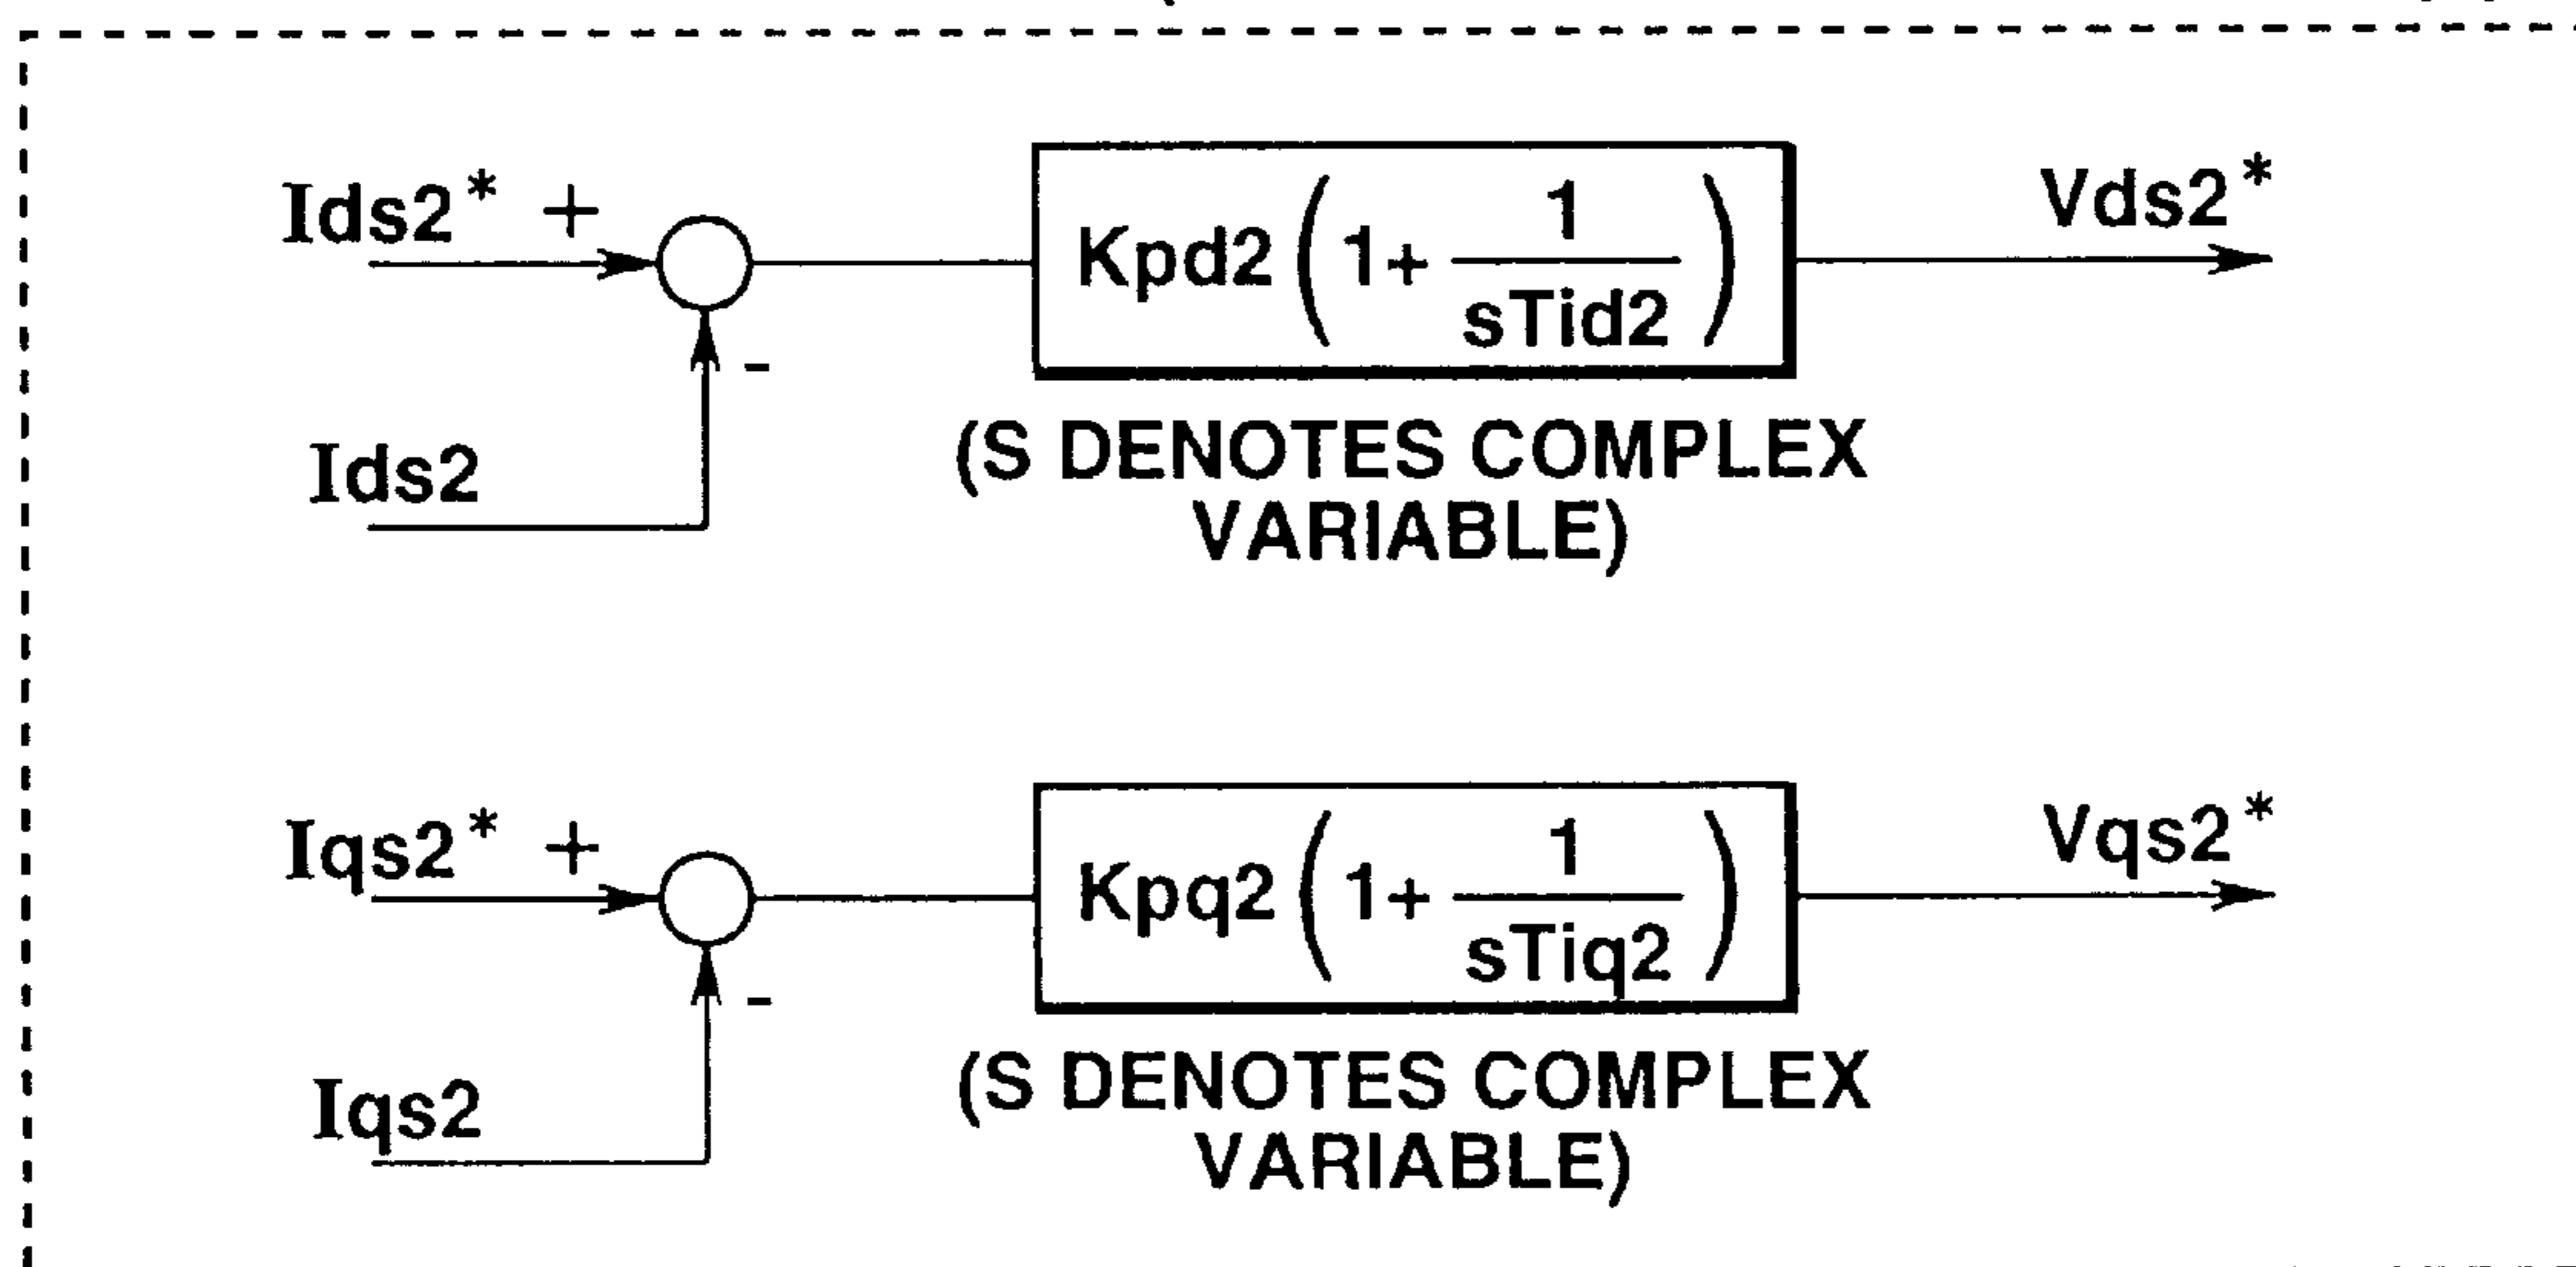 Ids2* +
Kpd2(1+ 1/sTid2)
Vds2*
-
Ids2
(S DENOTES COMPLEX
VARIABLE)
Iqs2* +
Kpq2(1+ 1/sTiq2)
Vqs2*
-
Iqs2
(S DENOTES COMPLEX
VARIABLE)